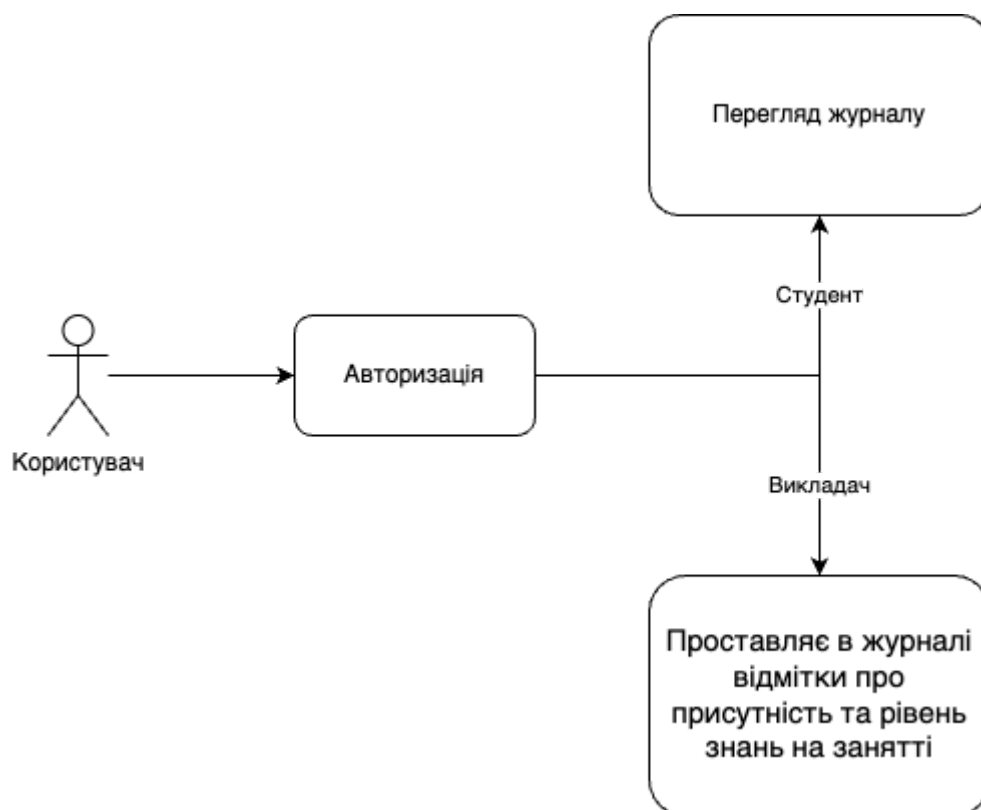 Перегляд журналу
Студент
Авторизація
Користувач
Викладач
Проставляє в журналі
відмітки про
присутність та рівень
знань на занятті